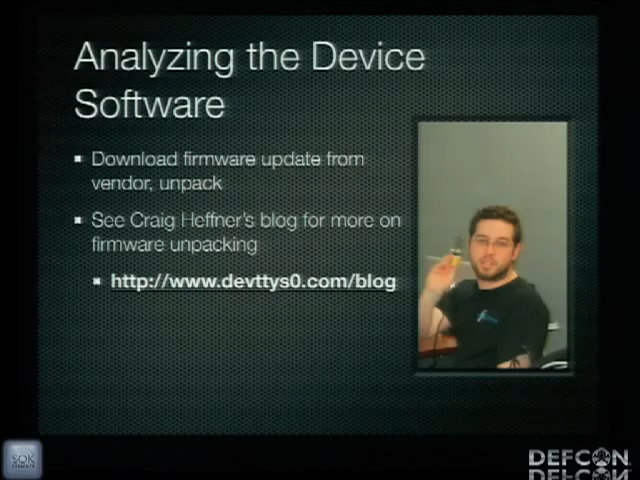 Analyzing the Device
Software
Download firmware update from
vendor, unpack
See Craig Heffner's blog for more on
firmware unpacking
http://www.devttys0.com/blog
SOK
DEFCON